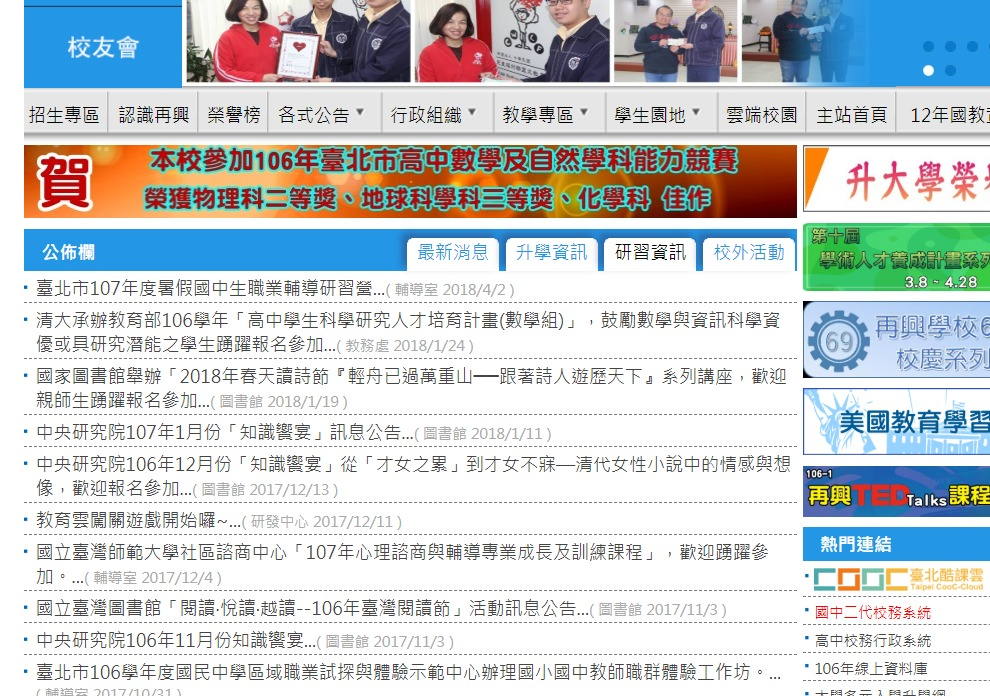 校友會
招生專區
認識再興
榮譽榜
各式公告
行政組織
教學專區
學生園地
雲端校園
主站首頁
12年國教
賀
本校參加106年臺北市高中數學及自然學科能力競賽
榮獲物理科二等獎、地球科學科三等獎、化學科 佳作
公佈欄
最新消息
升學資訊
研習資訊
校外活動
臺北市107年度暑假國中生職業輔導研習營...( 輔導室 2018/4/2 )
清大承辦教育部106學年「高中學生科學研究人才培育計畫(數學組)」，鼓勵數學與資訊科學資
優或具研究潛能之學生踴躍報名參加...( 教務處 2018/1/24 )
國家圖書館舉辦「2018年春天讀詩節『輕舟已過萬重山──跟著詩人遊歷天下』系列講座，歡迎
親師生踴躍報名參加...( 圖書館 2018/1/19 )
中央研究院107年1月份「知識饗宴」訊息公告...( 圖書館 2018/1/11 )
中央研究院106年12月份「知識饗宴」從「才女之累」到才女不寐—清代女性小說中的情感與想
像，歡迎報名參加...( 圖書館 2017/12/13 )
教育雲闖關遊戲開始囉~...( 研發中心 2017/12/11 )
國立臺灣師範大學社區諮商中心「107年心理諮商與輔導專業成長及訓練課程」，歡迎踴躍參
加。...( 輔導室 2017/12/4 )
國立臺灣圖書館「閱讀·悅讀·越讀--106年臺灣閱讀節」活動訊息公告...( 圖書館 2017/11/3 )
中央研究院106年11月份知識饗宴...( 圖書館 2017/11/3 )
臺北市106學年度國民中學區域職業試探與體驗示範中心辦理國小國中教師職群體驗工作坊。...
( 輔導室 2017/10/31 )
升大學榮
第十屆
學術人才養成計畫系列
3.8 ~ 4.28
69
再興學校6
校慶系列
美國教育學習
106-1
再興TEDTalks課程
熱門連結
COOC 臺北酷課雲
Taipei CooC-Cloud
國中二代校務系統
高中校務行政系統
106年線上資料庫